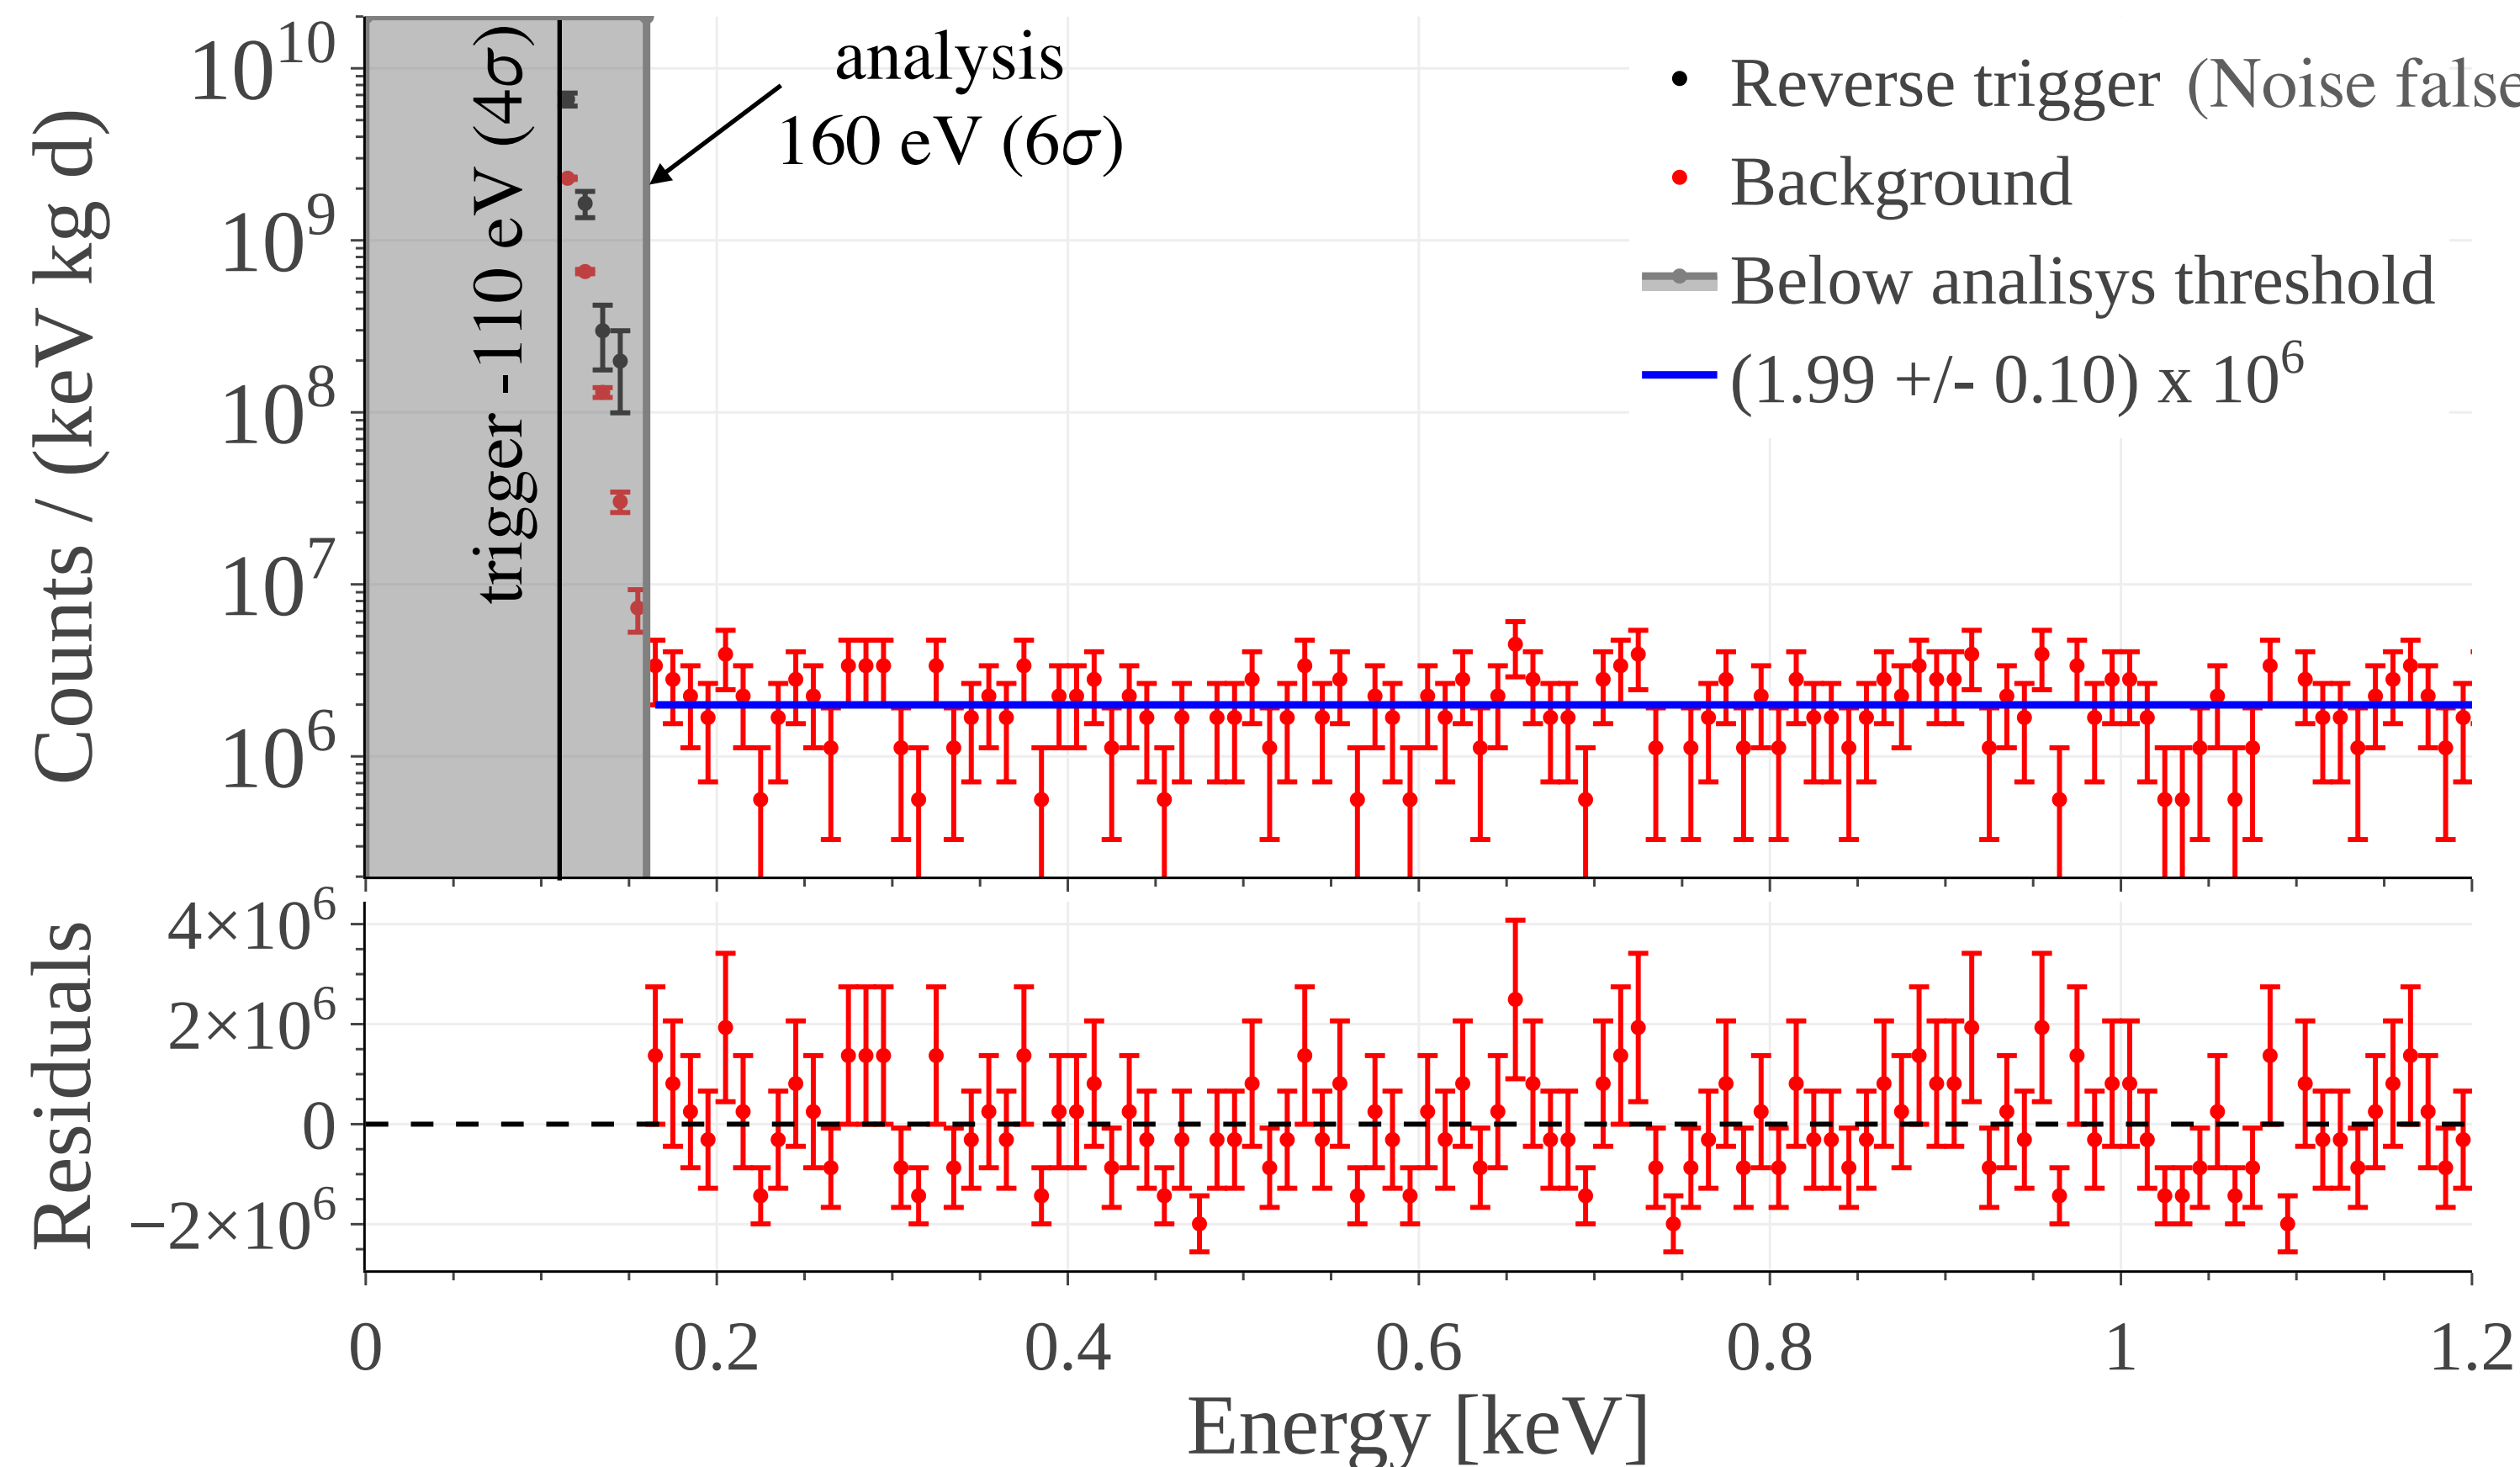 Counts / (keV kg d)
10^10
10^9
10^8
10^7
10^6
trigger -110 eV (4σ)
analysis
160 eV (6σ)
Reverse trigger (Noise false
Background
Below analisys threshold
(1.99 +/- 0.10) x 10^6
Residuals
4×10^6
2×10^6
0
−2×10^6
0 0.2 0.4 0.6 0.8 1 1.2
Energy [keV]